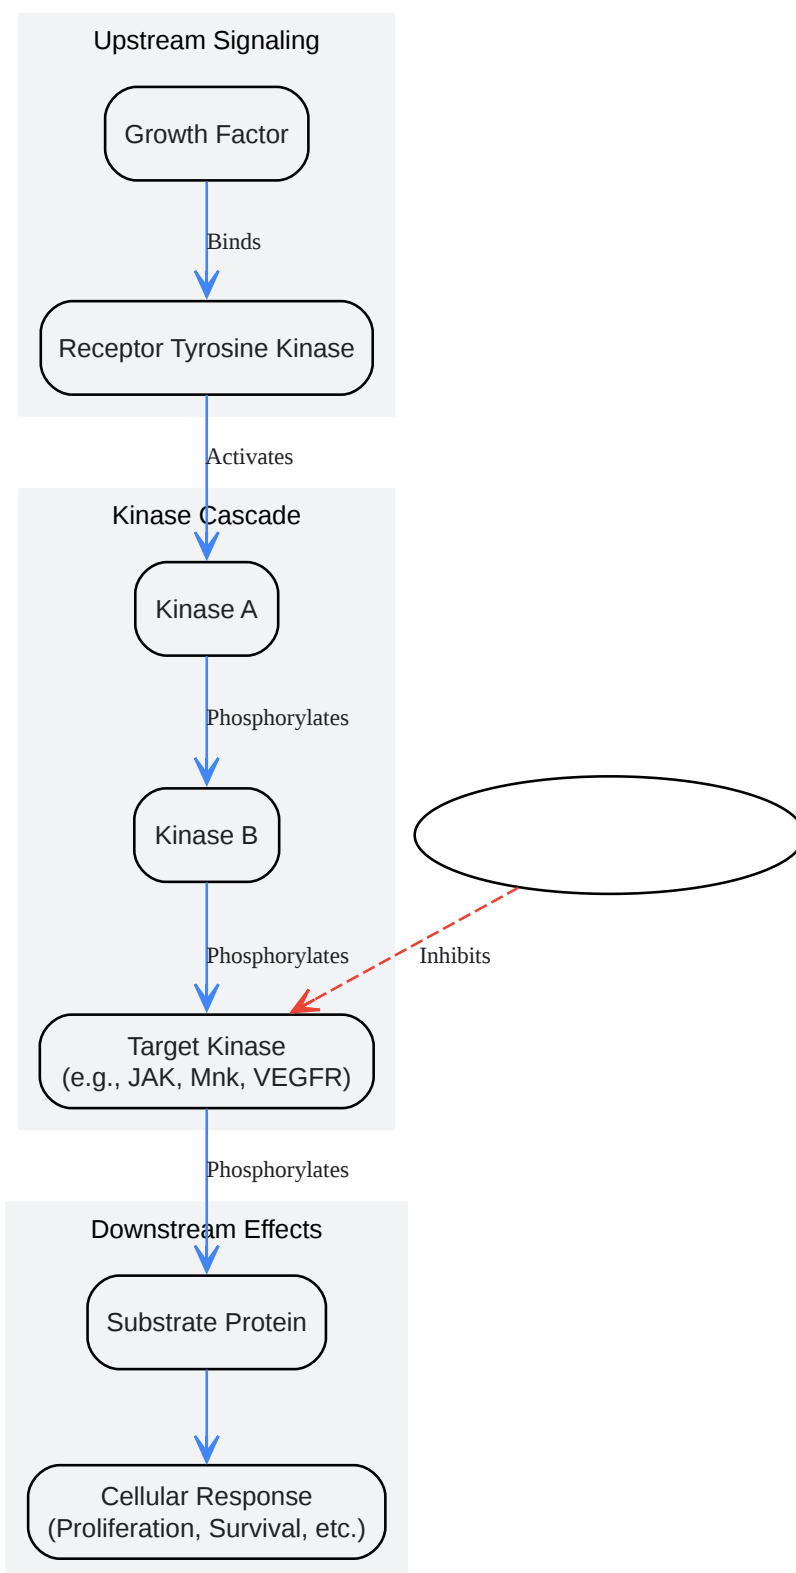 Upstream Signaling
Growth Factor
Binds
Receptor Tyrosine Kinase
Activates
Kinase Cascade
Kinase A
Phosphorylates
Kinase B
Phosphorylates
Inhibits
Target Kinase
(e.g., JAK, Mnk, VEGFR)
Phosphorylates
Downstream Effects
Substrate Protein
Cellular Response
(Proliferation, Survival, etc.)